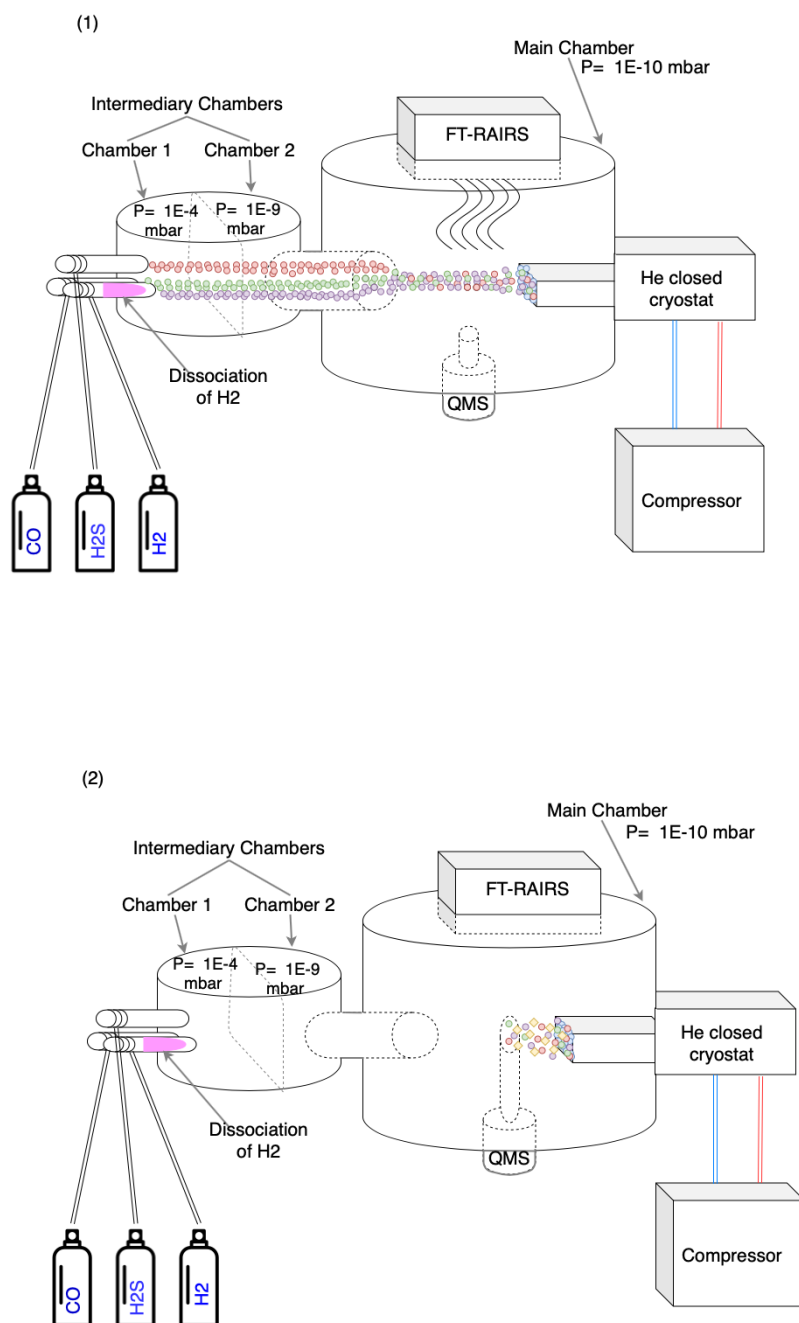 (1)
Main Chamber
P= 1E-10 mbar
Intermediary Chambers
FT-RAIRS
Chamber 1
Chamber 2
P= 1E-4
mbar
P= 1E-9
mbar
He closed
cryostat
Dissociation
of H2
QMS
Compressor
CO
H2S
H2
(2)
Main Chamber
P= 1E-10 mbar
Intermediary Chambers
FT-RAIRS
Chamber 1
Chamber 2
P= 1E-4
mbar
P= 1E-9
mbar
He closed
cryostat
Dissociation
of H2
QMS
Compressor
CO
H2S
H2